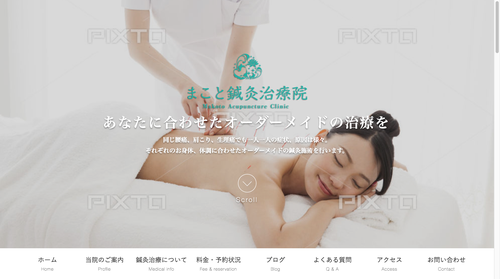 PIXTA PIXTA
まこと鍼灸治療院
Makoto Acupuncture Clinic
あなたに合わせたオーダーメイドの治療を
同じ腰痛、肩こり、生理痛でも一人一人の症状、原因は様々。
それぞれのお身体、体調に合わせたオーダーメイドの鍼灸施術を行います。
Scroll
PIXTA PIXTA
ホーム 当院のご案内 鍼灸治療について 料金・予約状況 ブログ よくある質問 アクセス お問い合わせ
Home Profile Medical info Fee & reservation Blog Q & A Access Contact